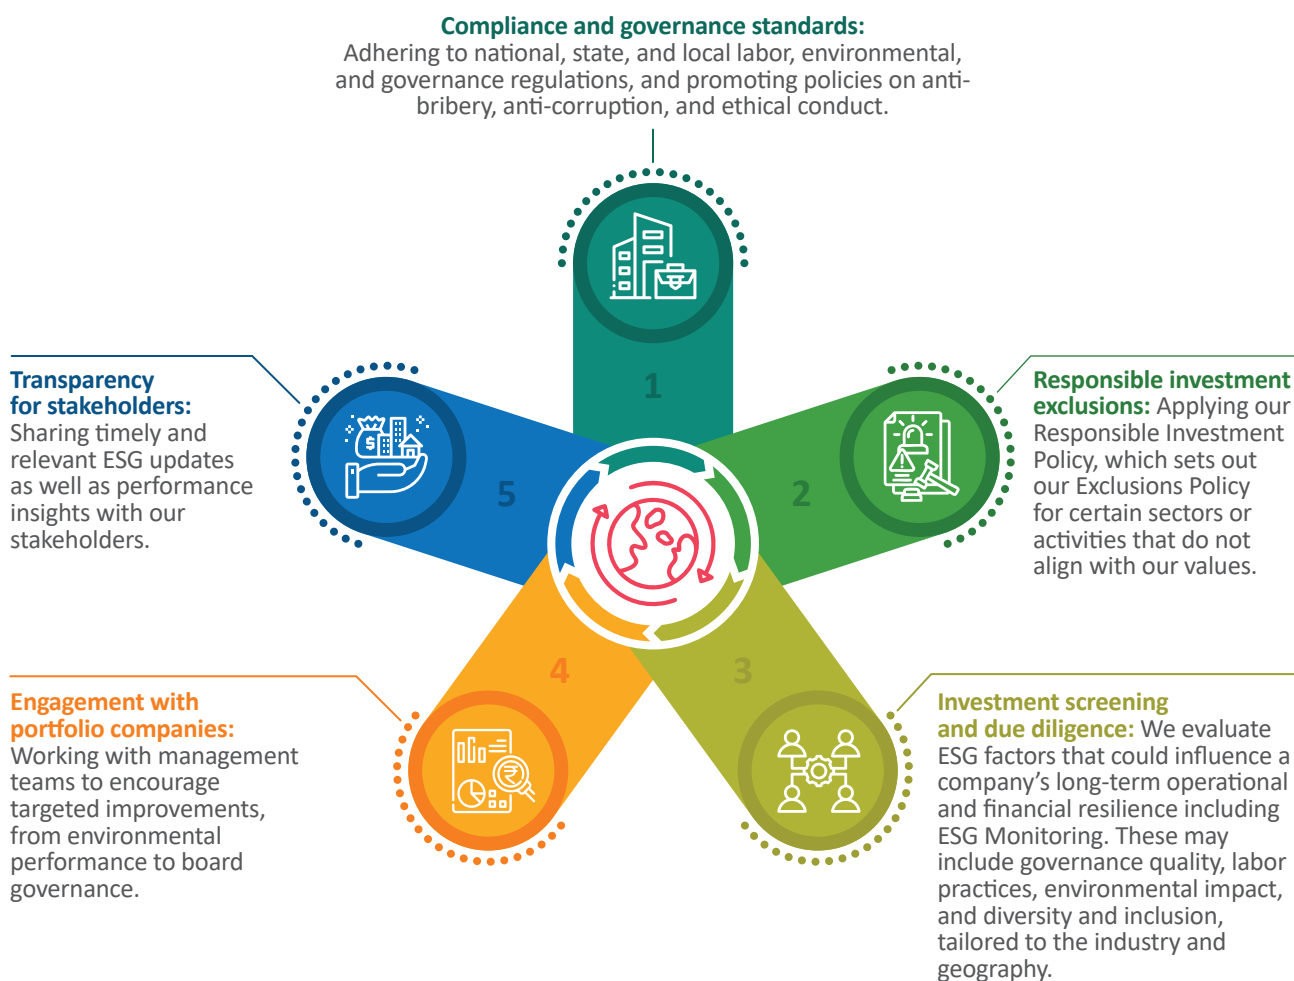 Compliance and governance standards:
Adhering to national, state, and local labor, environmental,
and governance regulations, and promoting policies on anti-
bribery, anti-corruption, and ethical conduct.
1
Responsible investment
exclusions: Applying our
Responsible Investment
Policy, which sets out
our Exclusions Policy
for certain sectors or
activities that do not
align with our values.
2
Investment screening
and due diligence: We evaluate
ESG factors that could influence a
company’s long-term operational
and financial resilience including
ESG Monitoring. These may
include governance quality, labor
practices, environmental impact,
and diversity and inclusion,
tailored to the industry and
geography.
3
Engagement with
portfolio companies:
Working with management
teams to encourage
targeted improvements,
from environmental
performance to board
governance.
4
₹
Transparency
for stakeholders:
Sharing timely and
relevant ESG updates
as well as performance
insights with our
stakeholders.
5
$